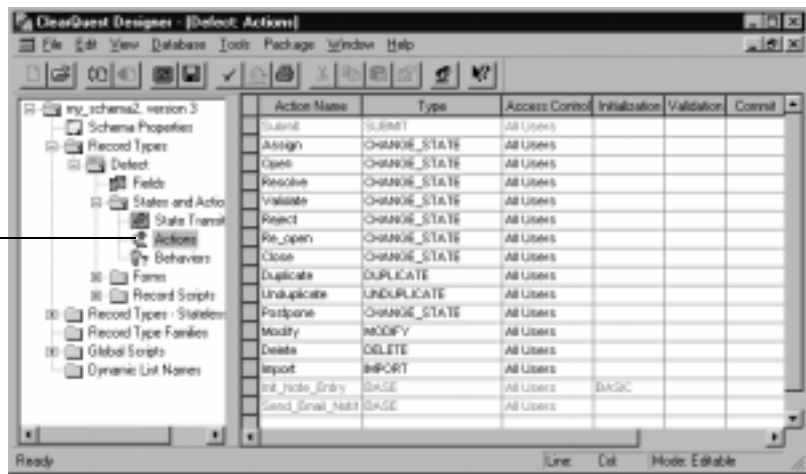 ClearQuest Designer - [Defect: Actions]
File Edit View Database Tools Package Window Help
my_schema2, version 3
Schema Properties
Record Types
Defect
Fields
States and Actio
State Transit
Actions
Behaviors
Forms
Record Scripts
Record Types - Stateless
Record Type Families
Global Scripts
Dynamic List Names
Action Name Type Access Control Initialization Validation Commit
Submit SUBMIT All Users
Assign CHANGE_STATE All Users
Open CHANGE_STATE All Users
Resolve CHANGE_STATE All Users
Validate CHANGE_STATE All Users
Reject CHANGE_STATE All Users
Re_open CHANGE_STATE All Users
Close CHANGE_STATE All Users
Duplicate DUPLICATE All Users
Unduplicate UNDUPLICATE All Users
Postpone CHANGE_STATE All Users
Modify MODIFY All Users
Delete DELETE All Users
Import IMPORT All Users
Init_Note_Entry BASE All Users BASIC
Send_Email_Notif BASE All Users
Ready Line: Col: Mode: Editable